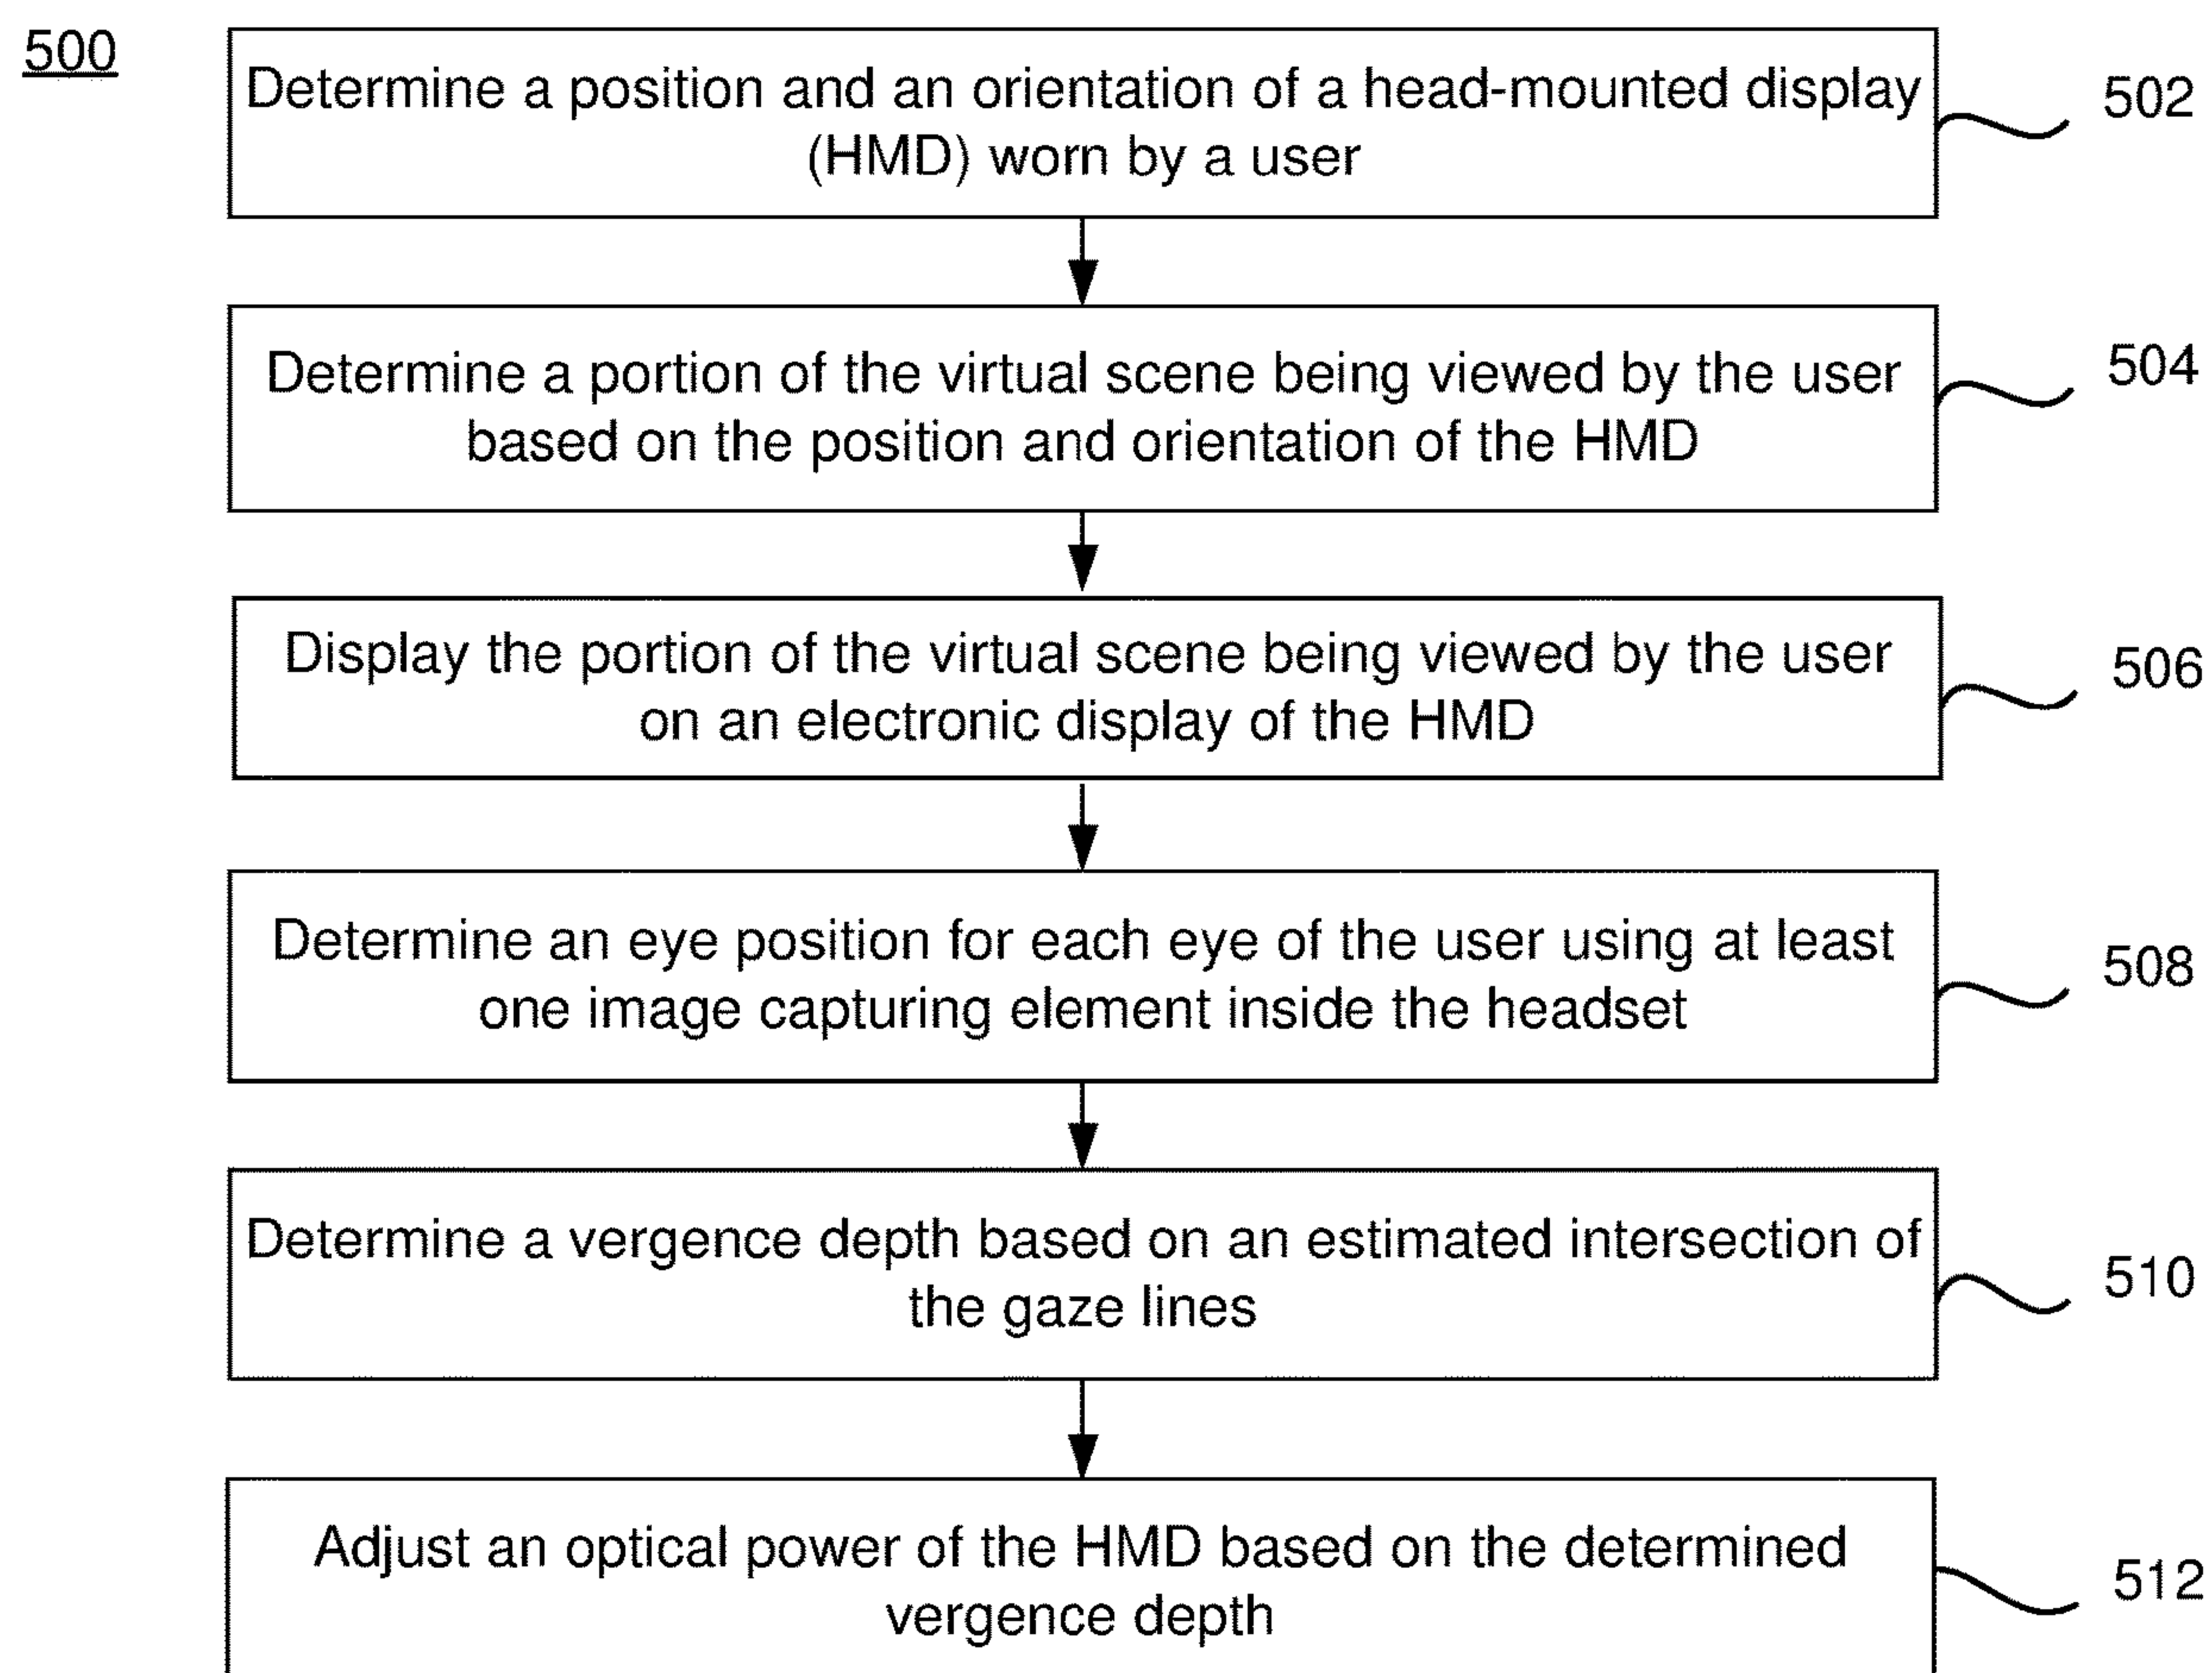 500
Determine a position and an orientation of a head-mounted display
(HMD) worn by a user
502
Determine a portion of the virtual scene being viewed by the user
based on the position and orientation of the HMD
504
Display the portion of the virtual scene being viewed by the user
on an electronic display of the HMD
506
Determine an eye position for each eye of the user using at least
one image capturing element inside the headset
508
Determine a vergence depth based on an estimated intersection of
the gaze lines
510
Adjust an optical power of the HMD based on the determined
vergence depth
512